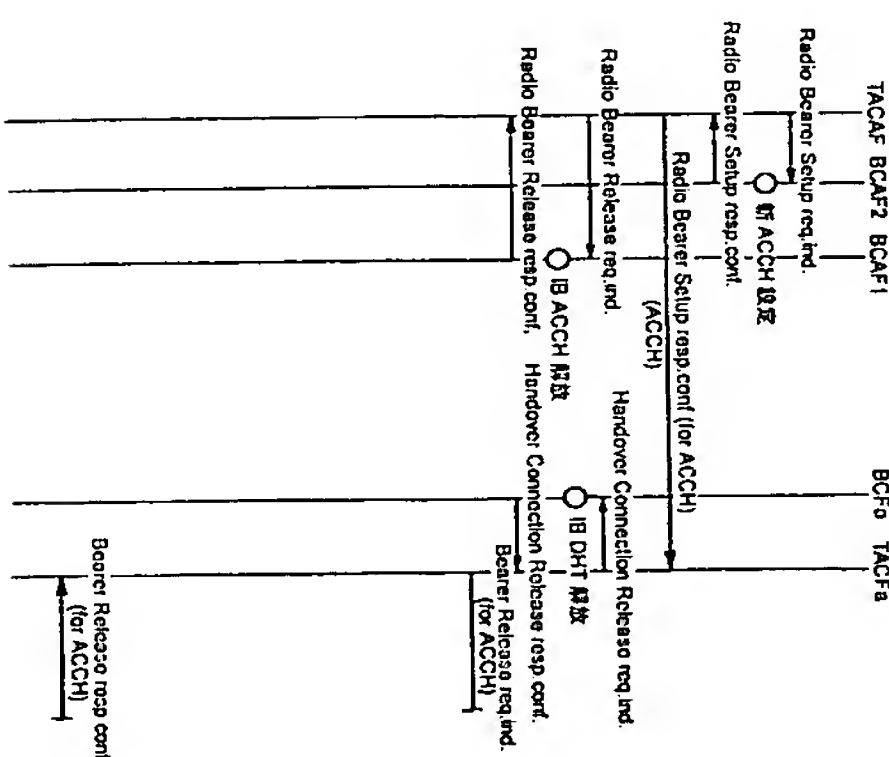 TACAF BCAF2 BCAF1
BCFa TACFa
Radio Bearer Setup req.ind.
新 ACCH 設定
Radio Bearer Setup resp.conf.
Radio Bearer Setup resp.conf (for ACCH)
(ACCH)
Radio Bearer Release req.ind.
Handover Connection Release req.ind.
旧 ACCH 解放
旧 DHT 解放
Radio Bearer Release resp.conf.
Handover Connection Release resp.conf.
Bearer Release req.ind.
(for ACCH)
Bearer Release resp.conf
(for ACCH)